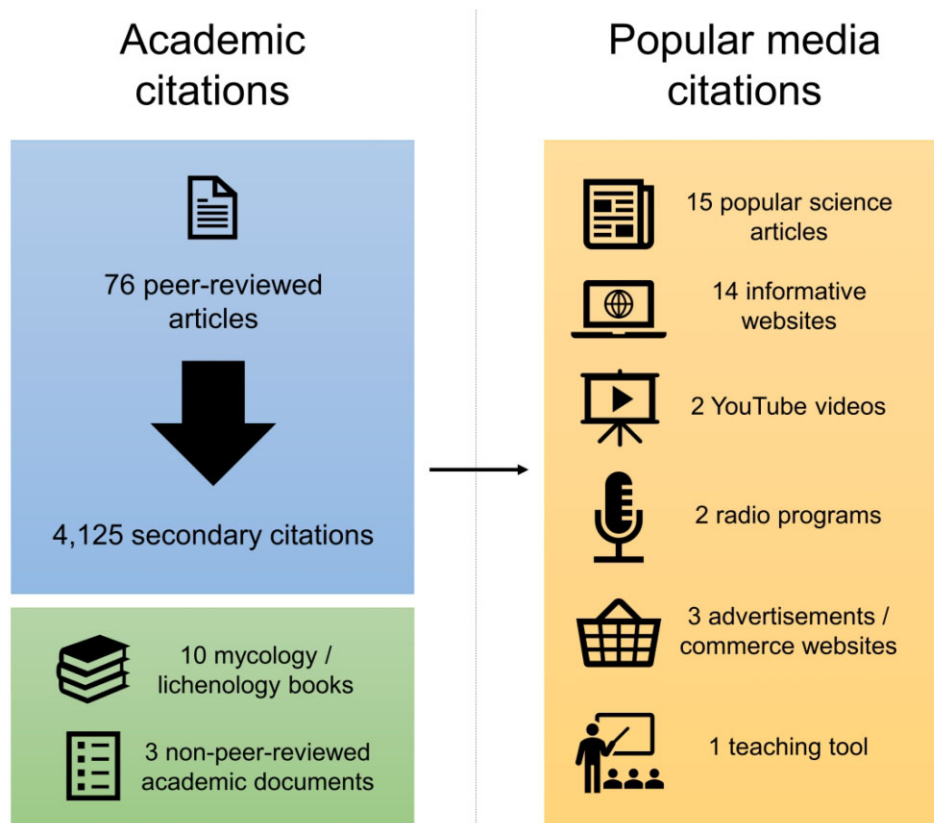 Academic
citations
76 peer-reviewed
articles
4,125 secondary citations
10 mycology /
lichenology books
3 non-peer-reviewed
academic documents
Popular media
citations
15 popular science
articles
14 informative
websites
2 YouTube videos
2 radio programs
3 advertisements /
commerce websites
1 teaching tool